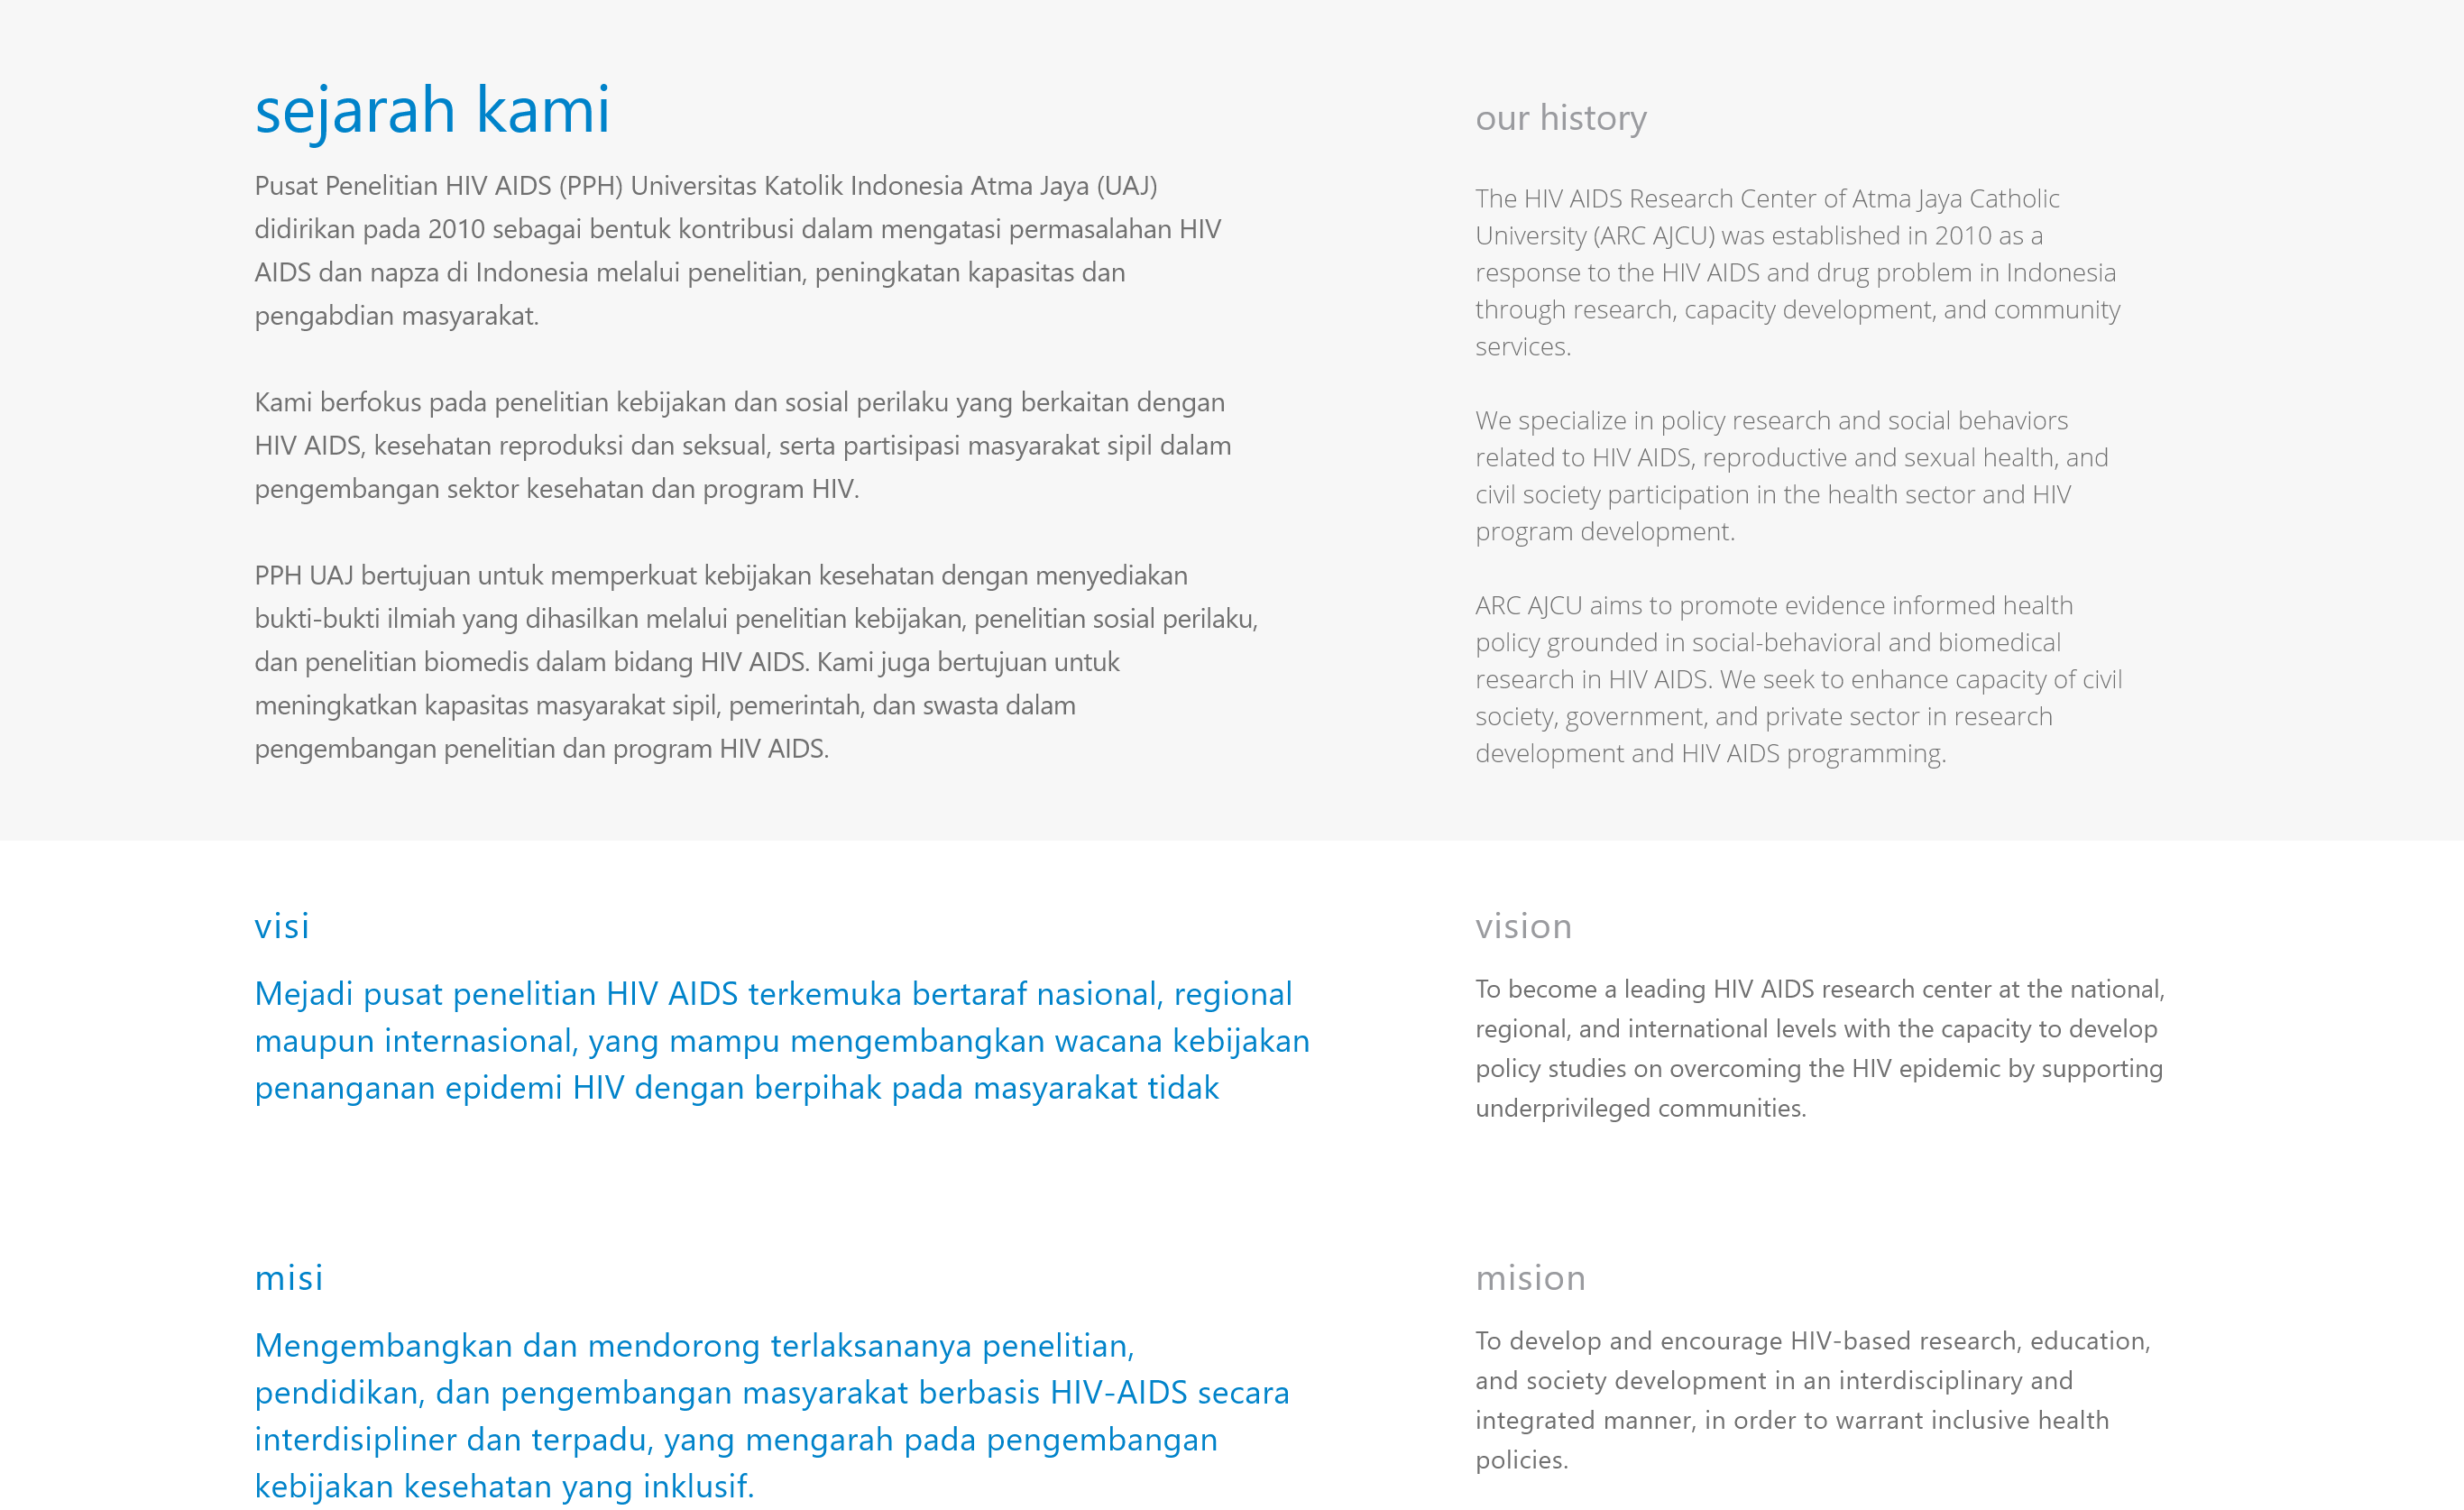 sejarah kami
Pusat Penelitian HIV AIDS (PPH) Universitas Katolik Indonesia Atma Jaya (UAJ)
didirikan pada 2010 sebagai bentuk kontribusi dalam mengatasi permasalahan HIV
AIDS dan napza di Indonesia melalui penelitian, peningkatan kapasitas dan
pengabdian masyarakat.
Kami berfokus pada penelitian kebijakan dan sosial perilaku yang berkaitan dengan
HIV AIDS, kesehatan reproduksi dan seksual, serta partisipasi masyarakat sipil dalam
pengembangan sektor kesehatan dan program HIV.
PPH UAJ bertujuan untuk memperkuat kebijakan kesehatan dengan menyediakan
bukti-bukti ilmiah yang dihasilkan melalui penelitian kebijakan, penelitian sosial perilaku,
dan penelitian biomedis dalam bidang HIV AIDS. Kami juga bertujuan untuk
meningkatkan kapasitas masyarakat sipil, pemerintah, dan swasta dalam
pengembangan penelitian dan program HIV AIDS.
our history
The HIV AIDS Research Center of Atma Jaya Catholic
University (ARC AJCU) was established in 2010 as a
response to the HIV AIDS and drug problem in Indonesia
through research, capacity development, and community
services.
We specialize in policy research and social behaviors
related to HIV AIDS, reproductive and sexual health, and
civil society participation in the health sector and HIV
program development.
ARC AJCU aims to promote evidence informed health
policy grounded in social-behavioral and biomedical
research in HIV AIDS. We seek to enhance capacity of civil
society, government, and private sector in research
development and HIV AIDS programming.
visi
Mejadi pusat penelitian HIV AIDS terkemuka bertaraf nasional, regional
maupun internasional, yang mampu mengembangkan wacana kebijakan
penanganan epidemi HIV dengan berpihak pada masyarakat tidak
vision
To become a leading HIV AIDS research center at the national,
regional, and international levels with the capacity to develop
policy studies on overcoming the HIV epidemic by supporting
underprivileged communities.
misi
Mengembangkan dan mendorong terlaksananya penelitian,
pendidikan, dan pengembangan masyarakat berbasis HIV-AIDS secara
interdisipliner dan terpadu, yang mengarah pada pengembangan
kebijakan kesehatan yang inklusif.
mision
To develop and encourage HIV-based research, education,
and society development in an interdisciplinary and
integrated manner, in order to warrant inclusive health
policies.